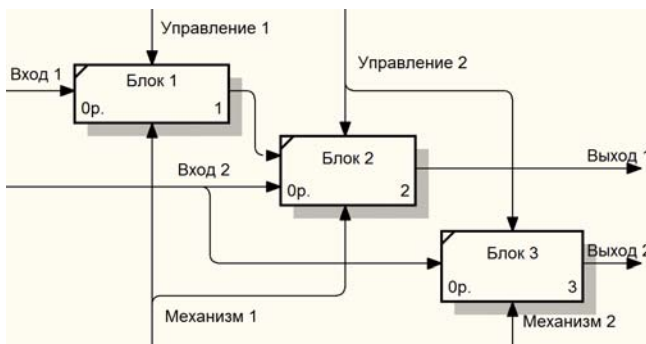 Управление 1
Вход 1
Блок 1
0р. 1
Управление 2
Блок 2
0р. 2
Вход 2
Выход 1
Блок 3
0р. 3
Выход 2
Механизм 1
Механизм 2